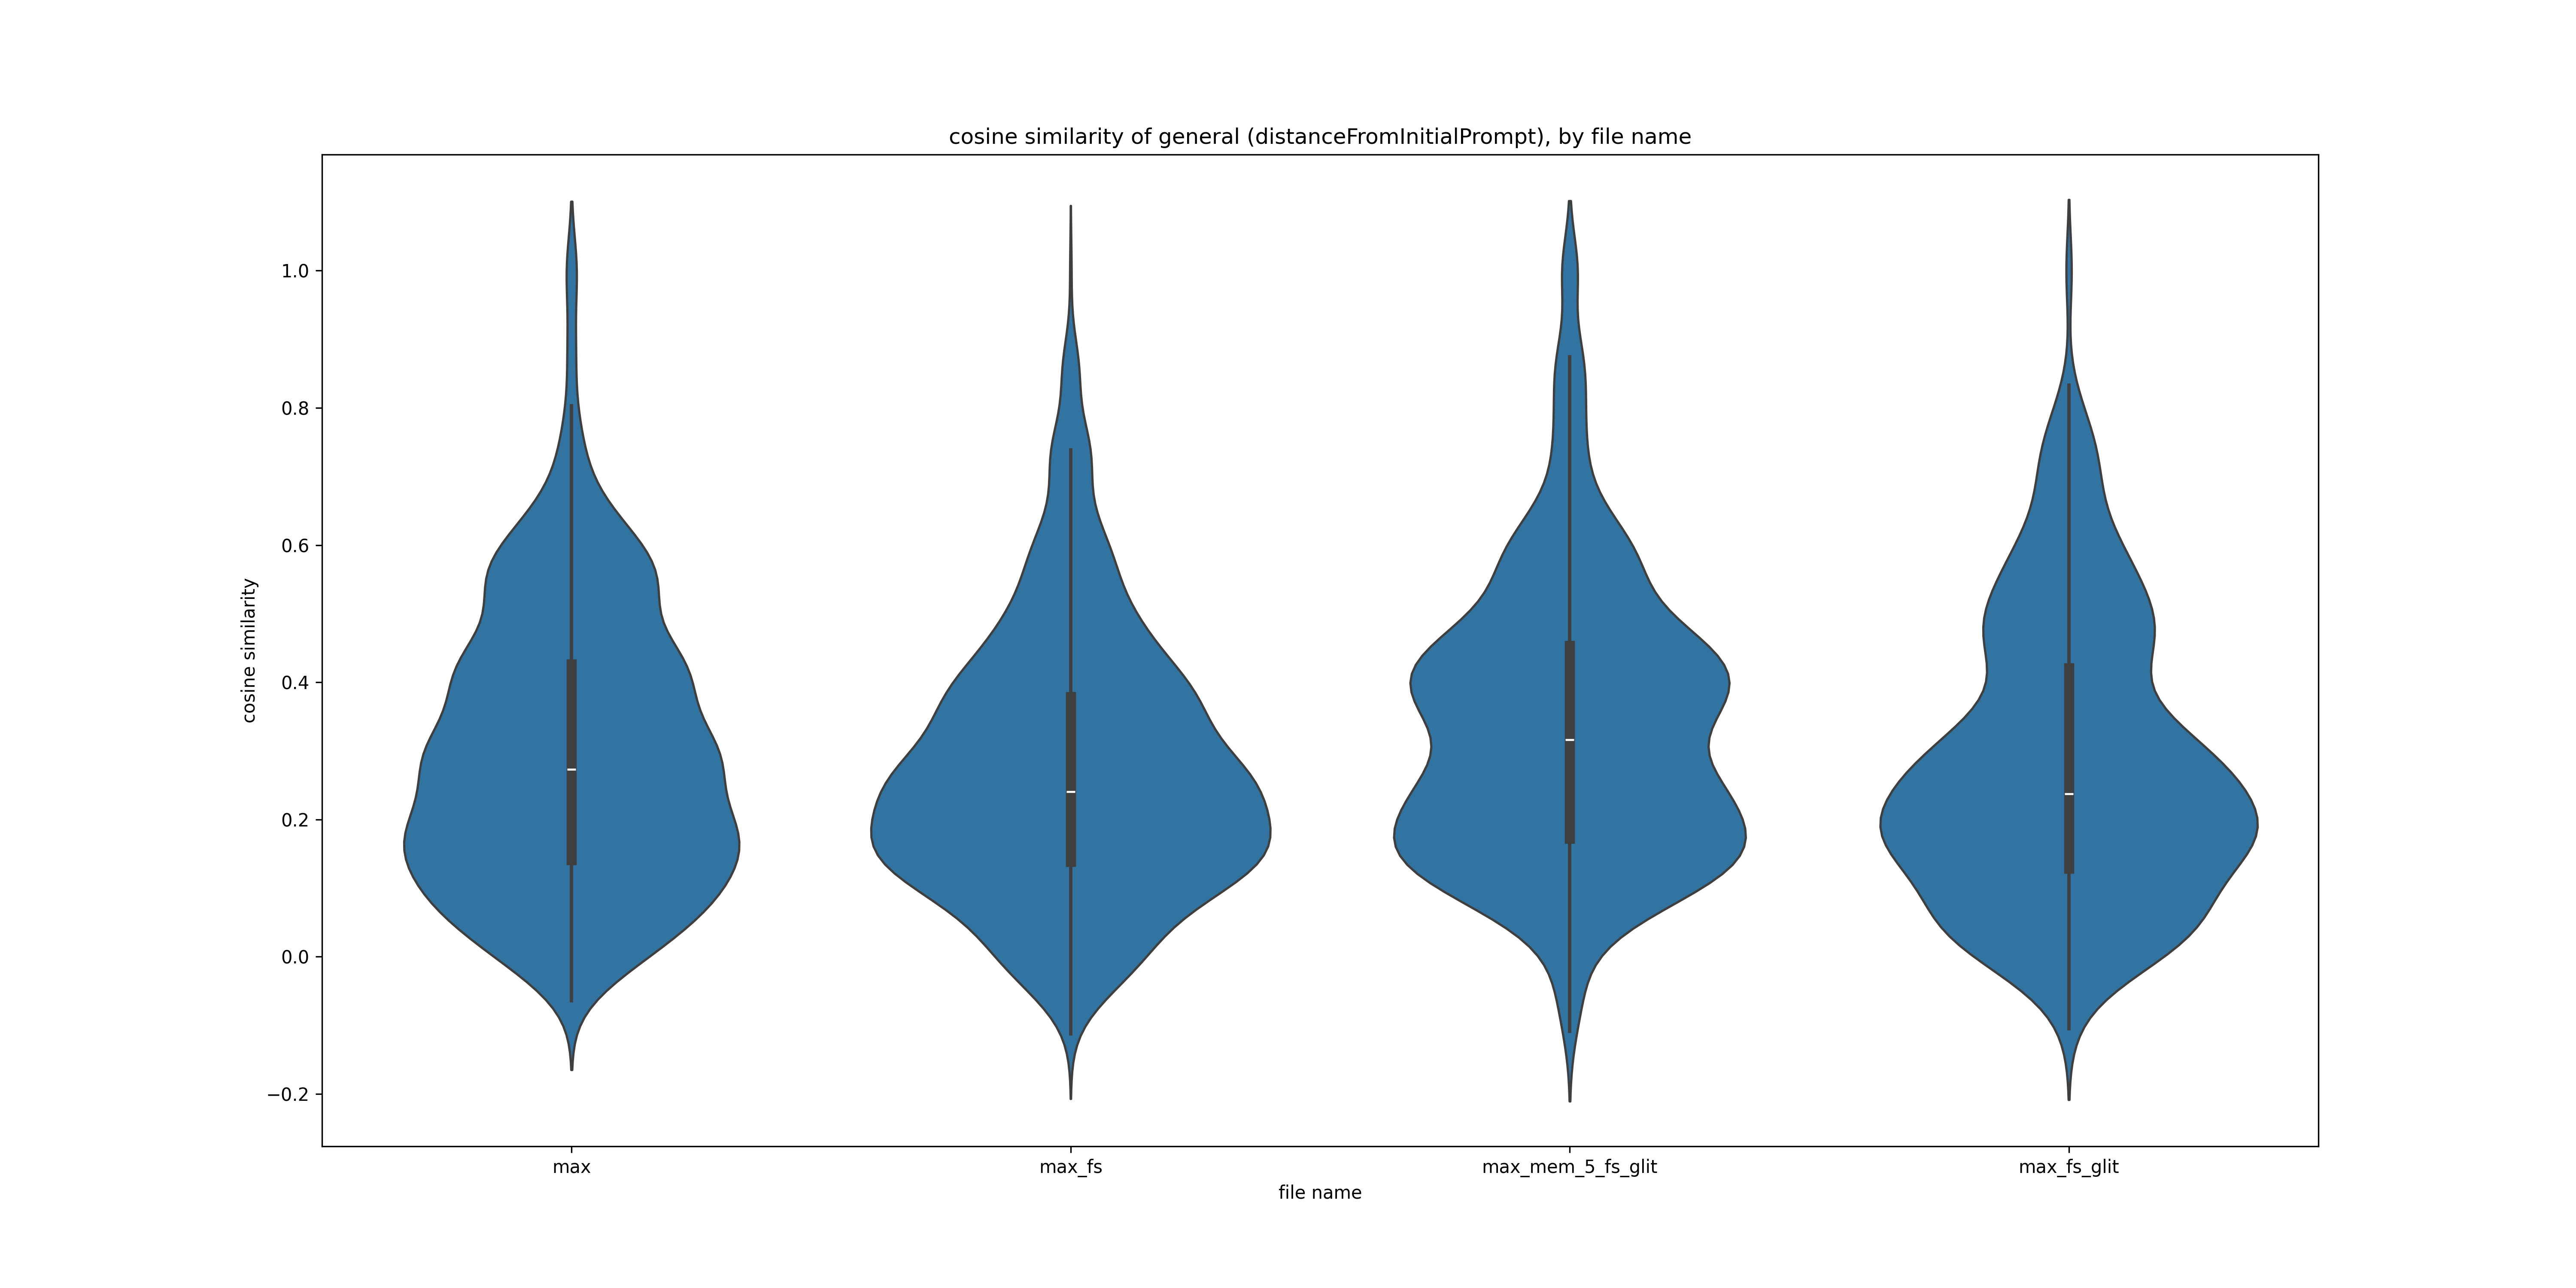 cosine similarity of general (distanceFromInitialPrompt), by file name
1.0
0.8
0.6
0.4
0.2
0.0
−0.2
cosine similarity
max
max_fs
max_mem_5_fs_glit
max_fs_glit
file name